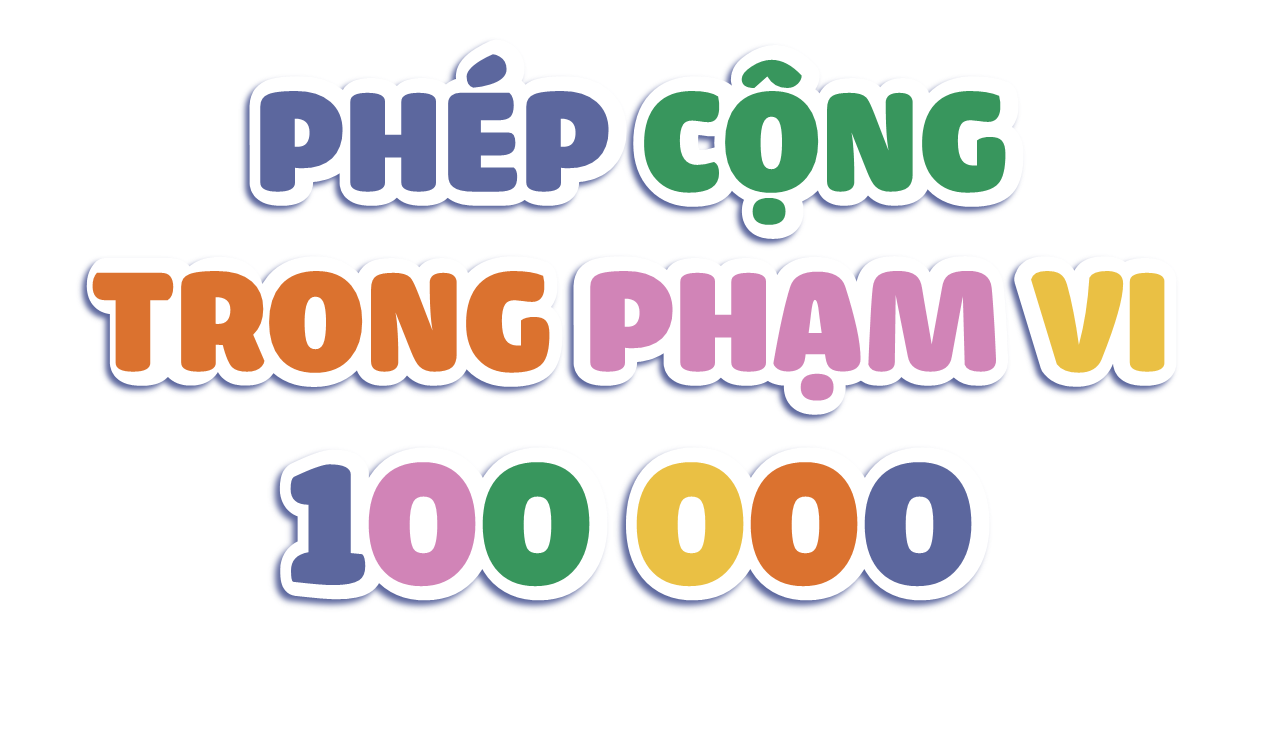 PHÉP CỘNG
TRONG PHẠM VI
100 000